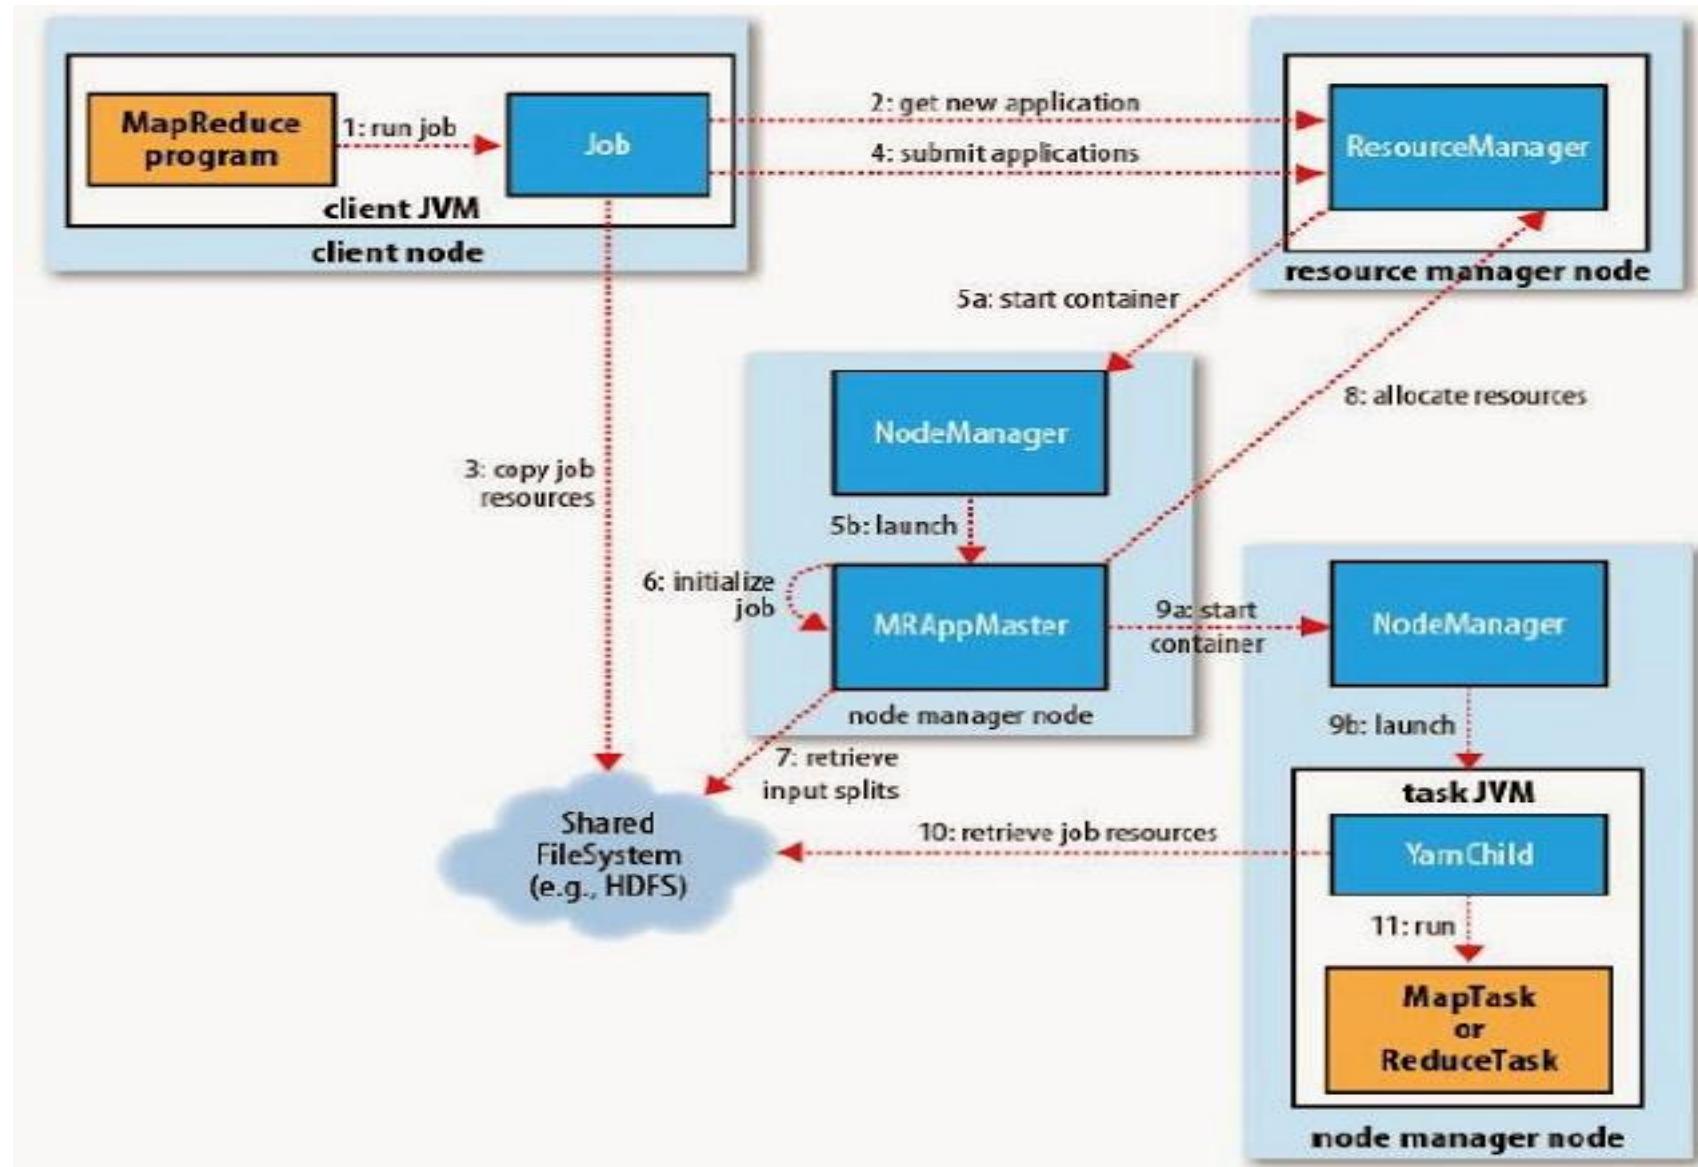 MapReduce
program
1: run job
Job
client JVM
client node
2: get new application
4: submit applications
ResourceManager
resource manager node
5a: start container
8: allocate resources
3: copy job
resources
NodeManager
5b: launch
6: initialize
job
MRAppMaster
node manager node
9a: start
container
NodeManager
9b: launch
7: retrieve
input splits
task JVM
Shared
FileSystem
(e.g., HDFS)
10: retrieve job resources
YarnChild
11: run
MapTask
or
ReduceTask
node manager node